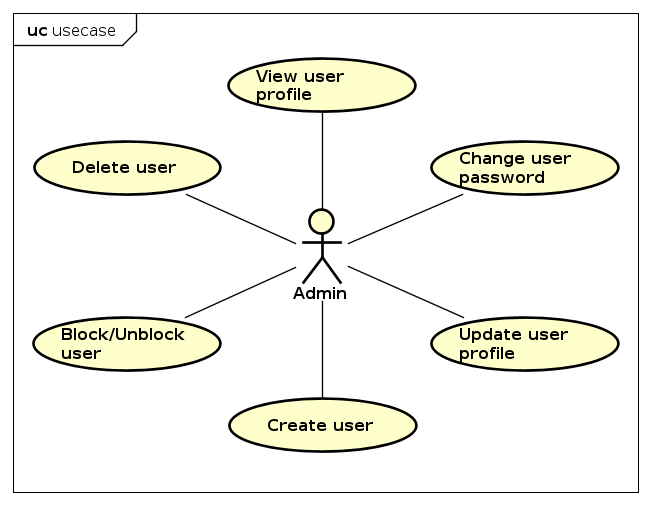 uc usecase
View user
profile
Delete user
Change user
password
Admin
Block/Unblock
user
Update user
profile
Create user